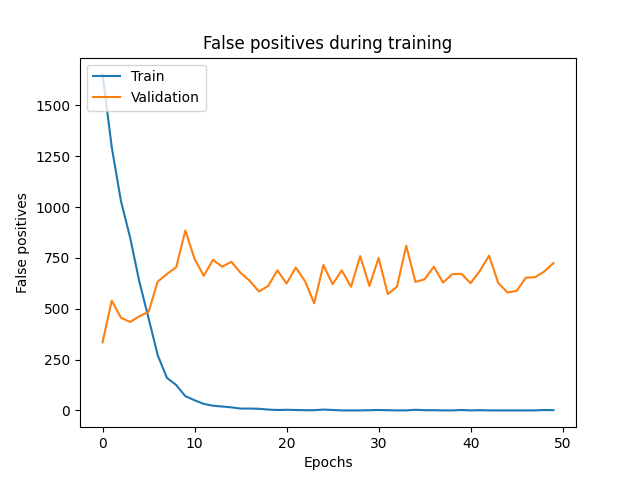 False positives during training
Train
Validation
1500
1250
1000
750
500
250
0
False positives
0 10 20 30 40 50
Epochs